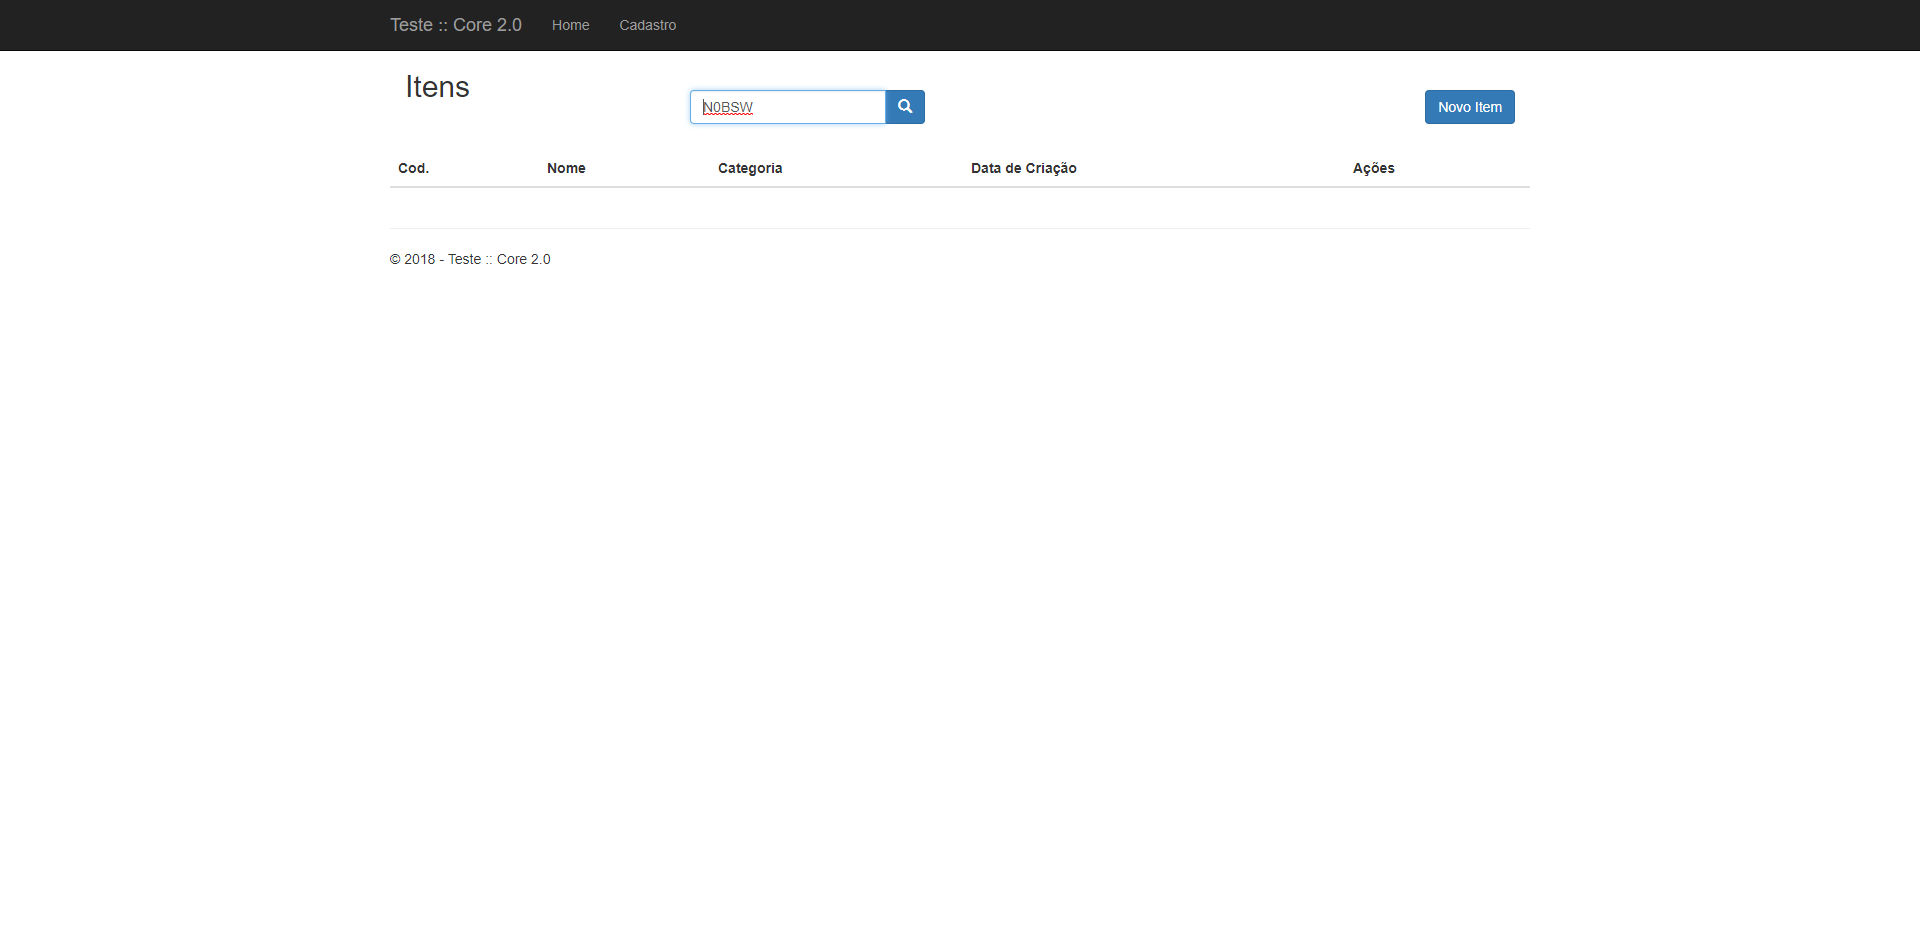 Teste :: Core 2.0 Home Cadastro
Itens
N0BSW
Novo Item
Cod. Nome Categoria Data de Criação Ações
© 2018 - Teste :: Core 2.0